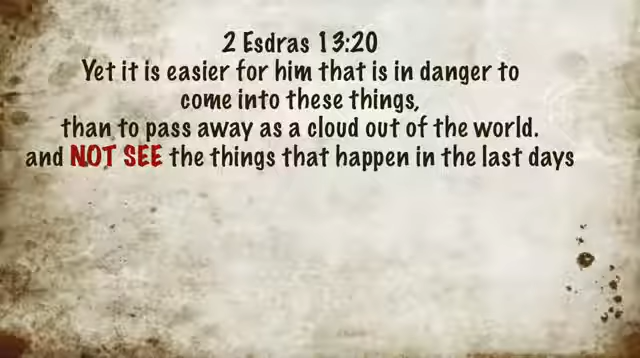 2 Esdras 13:20
Yet it is easier for him that is in danger to
come into these things,
than to pass away as a cloud out of the world.
and NOT SEE the things that happen in the last days